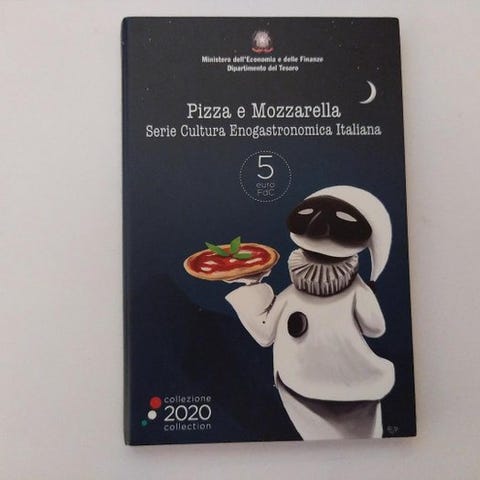 Ministero dell'Economia e delle Finanze
Dipartimento del Tesoro
Pizza e Mozzarella
Serie Cultura Enogastronomica Italiana
5
euro
FdC
collezione
2020
collection